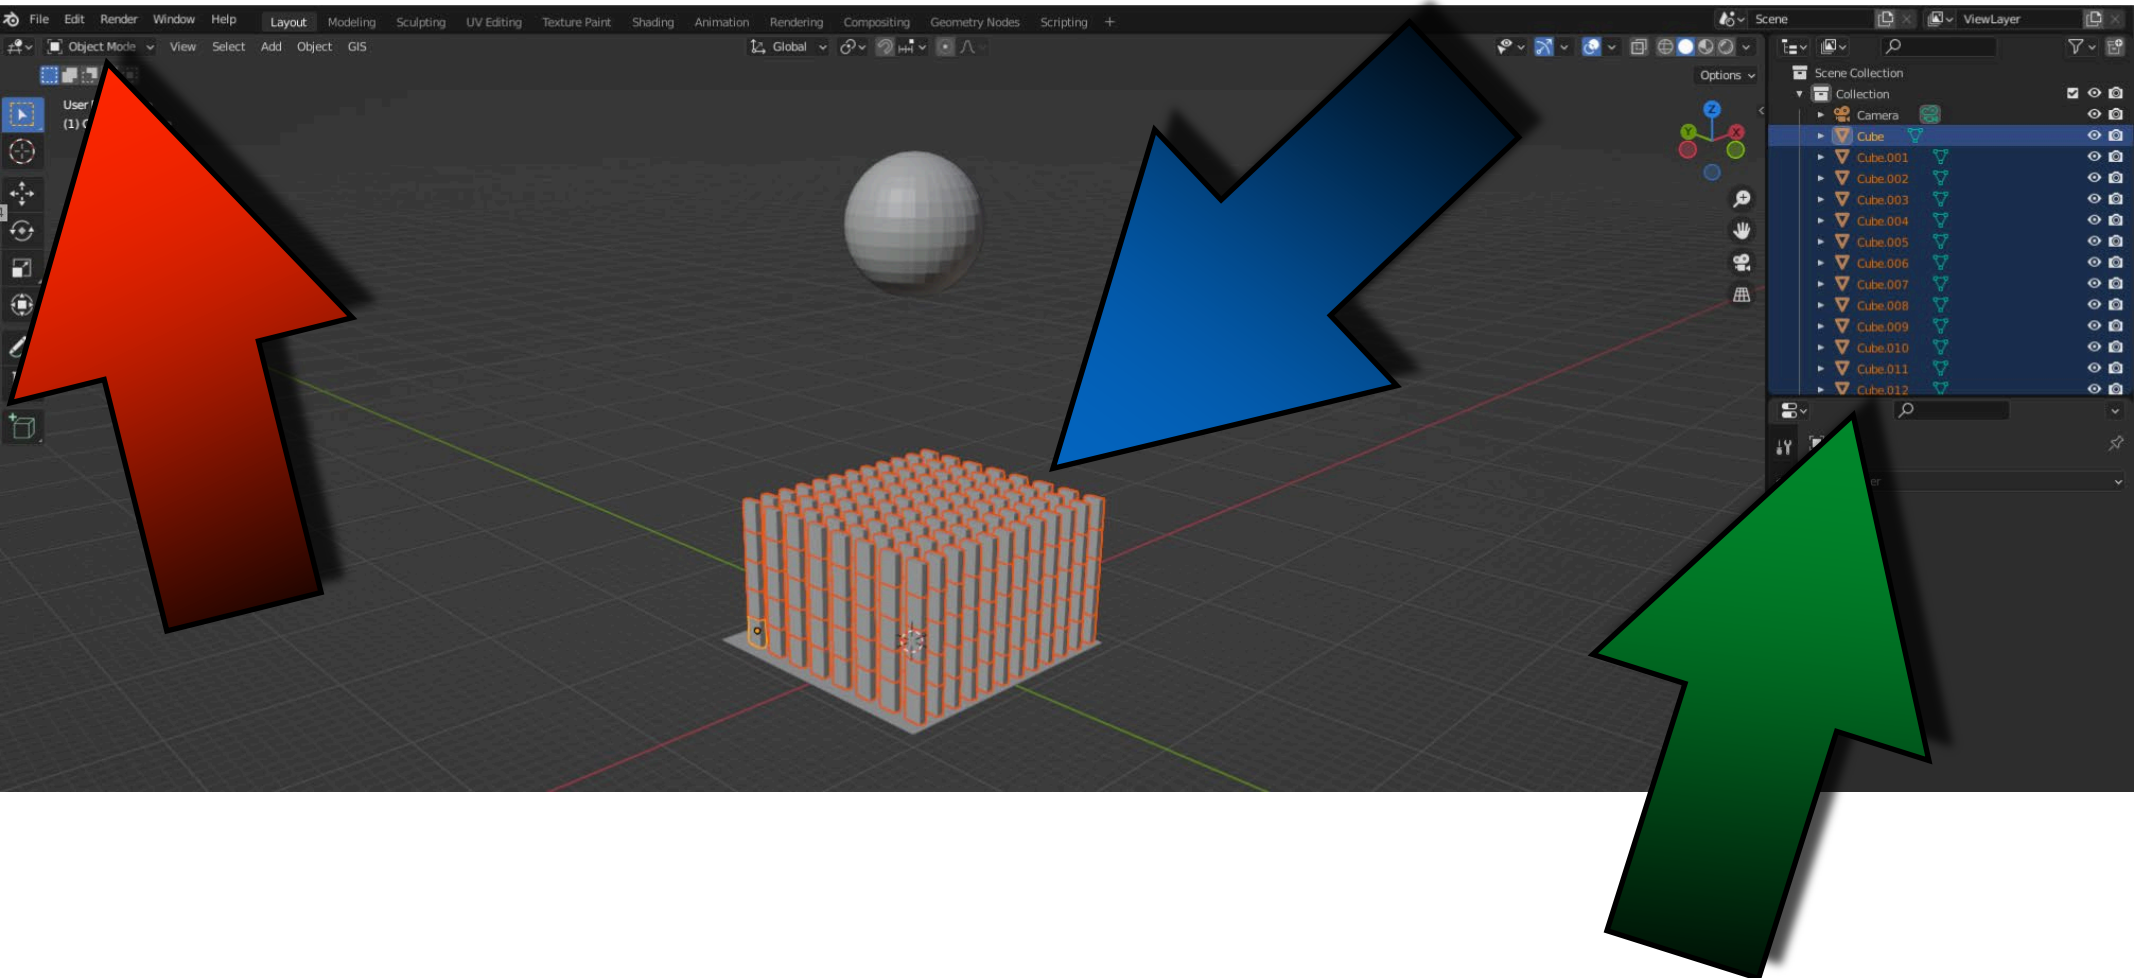 File Edit Render Window Help Layout Modeling Sculpting UV Editing Texture Paint Shading Animation Rendering Compositing Geometry Nodes Scripting + Scene ViewLayer
Object Mode View Select Add Object GIS Global
Options
User
(1)
Z
Y X
Scene Collection
Collection
Camera
Cube
Cube.001
Cube.002
Cube.003
Cube.004
Cube.005
Cube.006
Cube.007
Cube.008
Cube.009
Cube.010
Cube.011
Cube.012